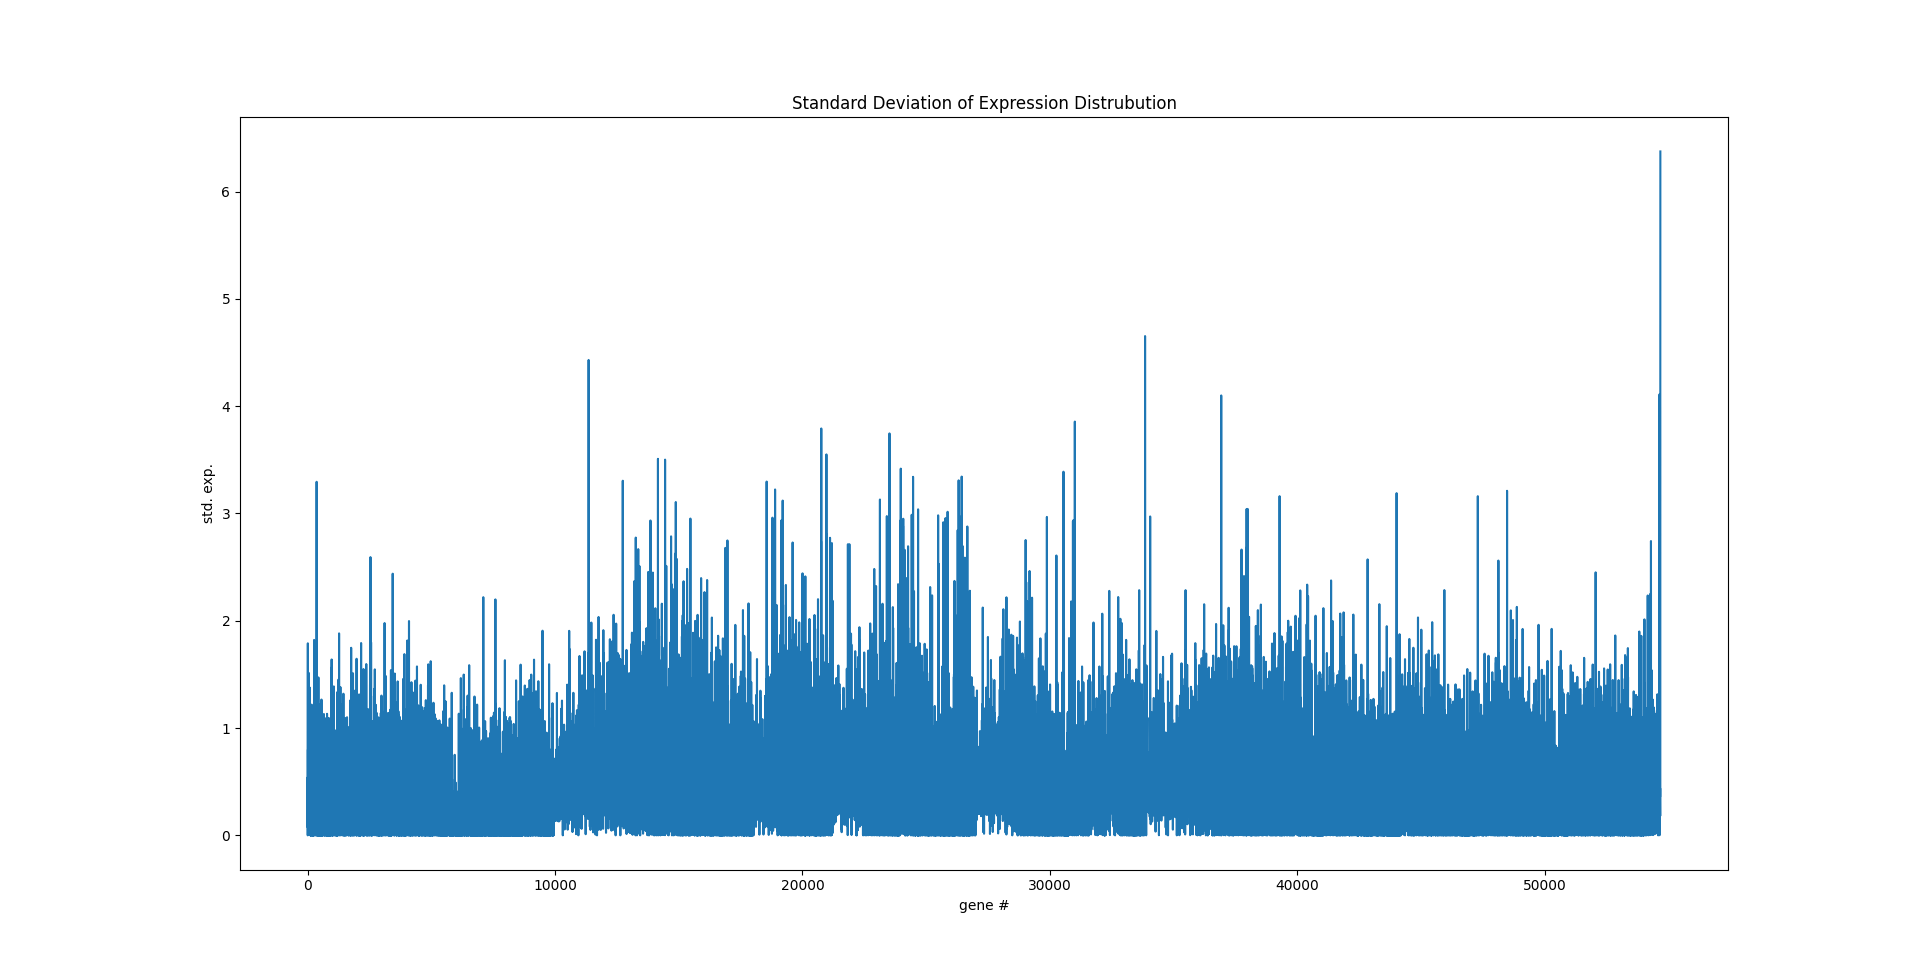 Standard Deviation of Expression Distrubution
std. exp.
6
5
4
3
2
1
0
0 10000 20000 30000 40000 50000
gene #